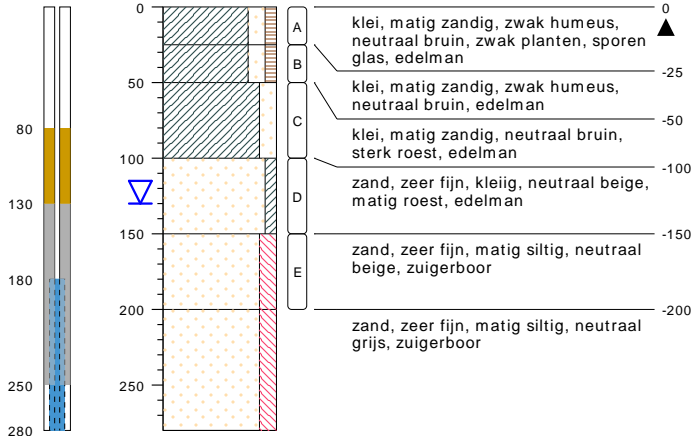 80
130
180
250
280
0
50
100
150
200
250
A
B
C
D
E
klei, matig zandig, zwak humeus,
neutraal bruin, zwak planten, sporen
glas, edelman
klei, matig zandig, zwak humeus,
neutraal bruin, edelman
klei, matig zandig, neutraal bruin,
sterk roest, edelman
zand, zeer fijn, kleiig, neutraal beige,
matig roest, edelman
zand, zeer fijn, matig siltig, neutraal
beige, zuigerboor
zand, zeer fijn, matig siltig, neutraal
grijs, zuigerboor
0
-25
-50
-100
-150
-200